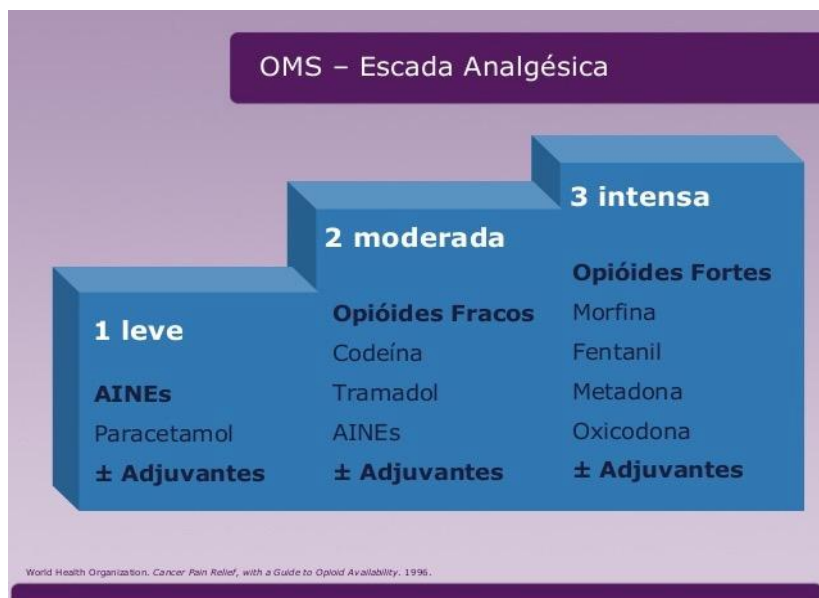 OMS – Escada Analgésica
1 leve
AINEs
Paracetamol
± Adjuvantes
2 moderada
Opióides Fracos
Codeína
Tramadol
AINEs
± Adjuvantes
3 intensa
Opióides Fortes
Morfina
Fentanil
Metadona
Oxicodona
± Adjuvantes
World Health Organization. Cancer Pain Relief, with a Guide to Opioid Availability. 1996.